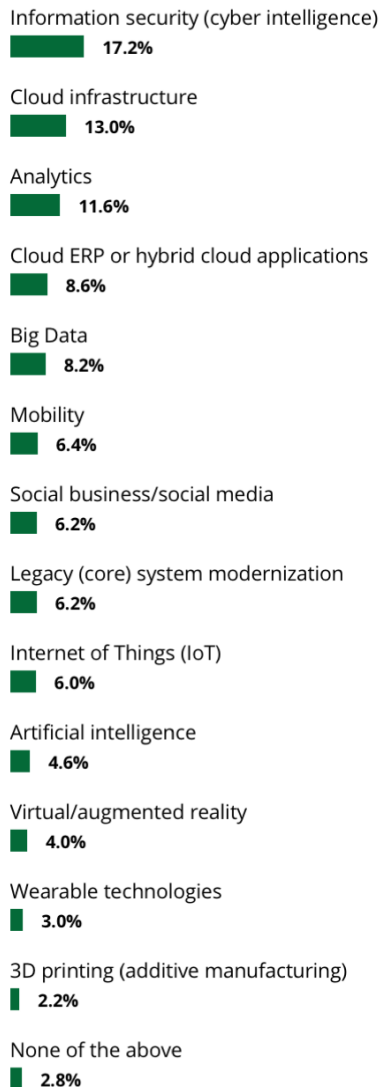 Information security (cyber intelligence)
17.2%
Cloud infrastructure
13.0%
Analytics
11.6%
Cloud ERP or hybrid cloud applications
8.6%
Big Data
8.2%
Mobility
6.4%
Social business/social media
6.2%
Legacy (core) system modernization
6.2%
Internet of Things (IoT)
6.0%
Artificial intelligence
4.6%
Virtual/augmented reality
4.0%
Wearable technologies
3.0%
3D printing (additive manufacturing)
2.2%
None of the above
2.8%